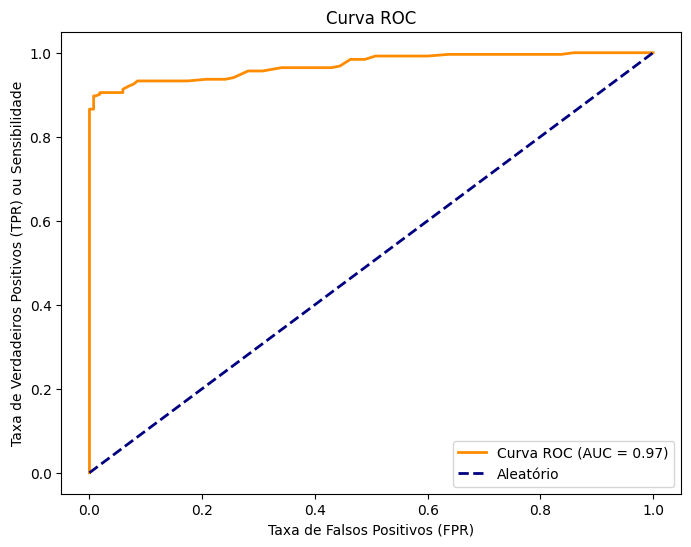 Curva ROC
Taxa de Verdadeiros Positivos (TPR) ou Sensibilidade
1.0
0.8
0.6
0.4
0.2
0.0
Curva ROC (AUC = 0.97)
Aleatório
0.0 0.2 0.4 0.6 0.8 1.0
Taxa de Falsos Positivos (FPR)